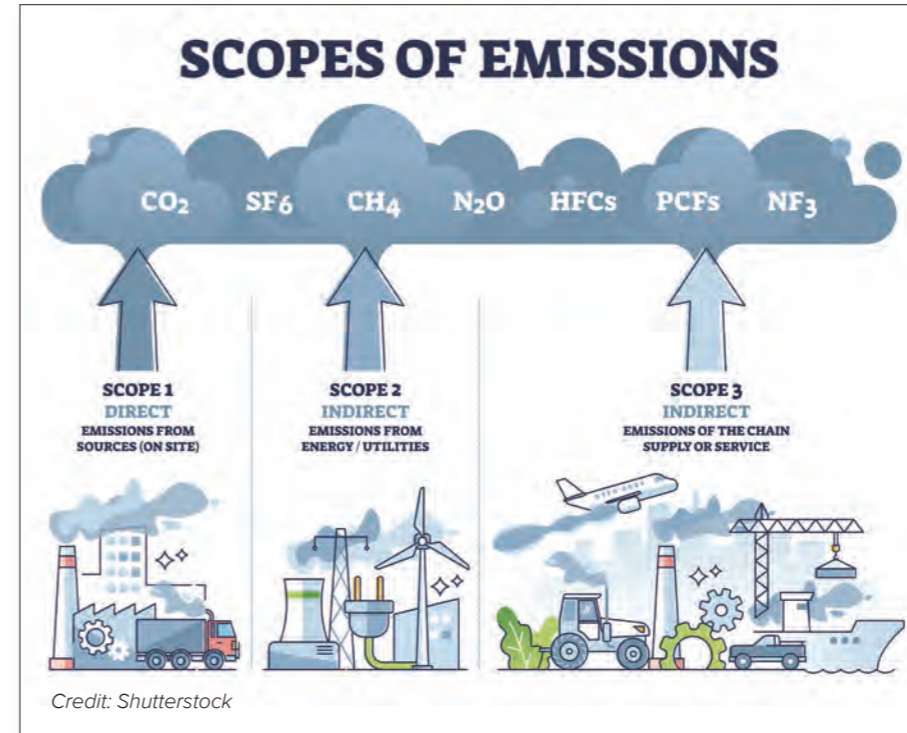 SCOPES OF EMISSIONS
CO₂ SF₆ CH₄ N₂O HFCs PCFs NF₃
SCOPE 1
DIRECT
EMISSIONS FROM
SOURCES (ON SITE)
SCOPE 2
INDIRECT
EMISSIONS FROM
ENERGY / UTILITIES
SCOPE 3
INDIRECT
EMISSIONS OF THE CHAIN
SUPPLY OR SERVICE
Credit: Shutterstock